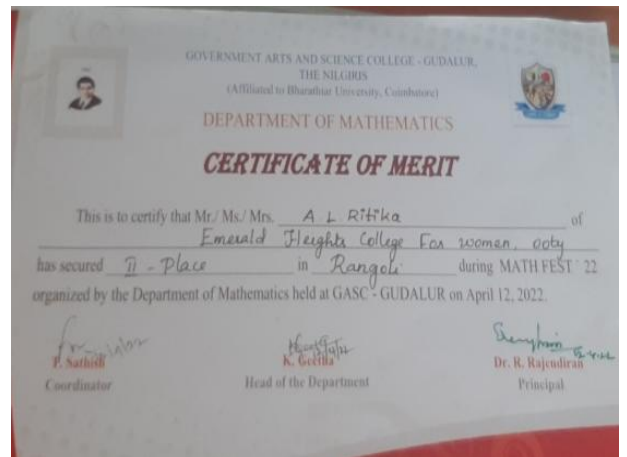 GOVERNMENT ARTS AND SCIENCE COLLEGE - GUDALUR,
THE NILGIRIS
(Affiliated to Bharathiar University, Coimbatore)
DEPARTMENT OF MATHEMATICS
CERTIFICATE OF MERIT
This is to certify that Mr./ Ms./ Mrs. A L Ritika of
Emerald Heights College For women, ooty
has secured II - Place in Rangoli during MATH FEST ' 22
organized by the Department of Mathematics held at GASC - GUDALUR on April 12, 2022.
P. Sathish K. Geetha Dr. R. Rajendiran
Coordinator Head of the Department Principal